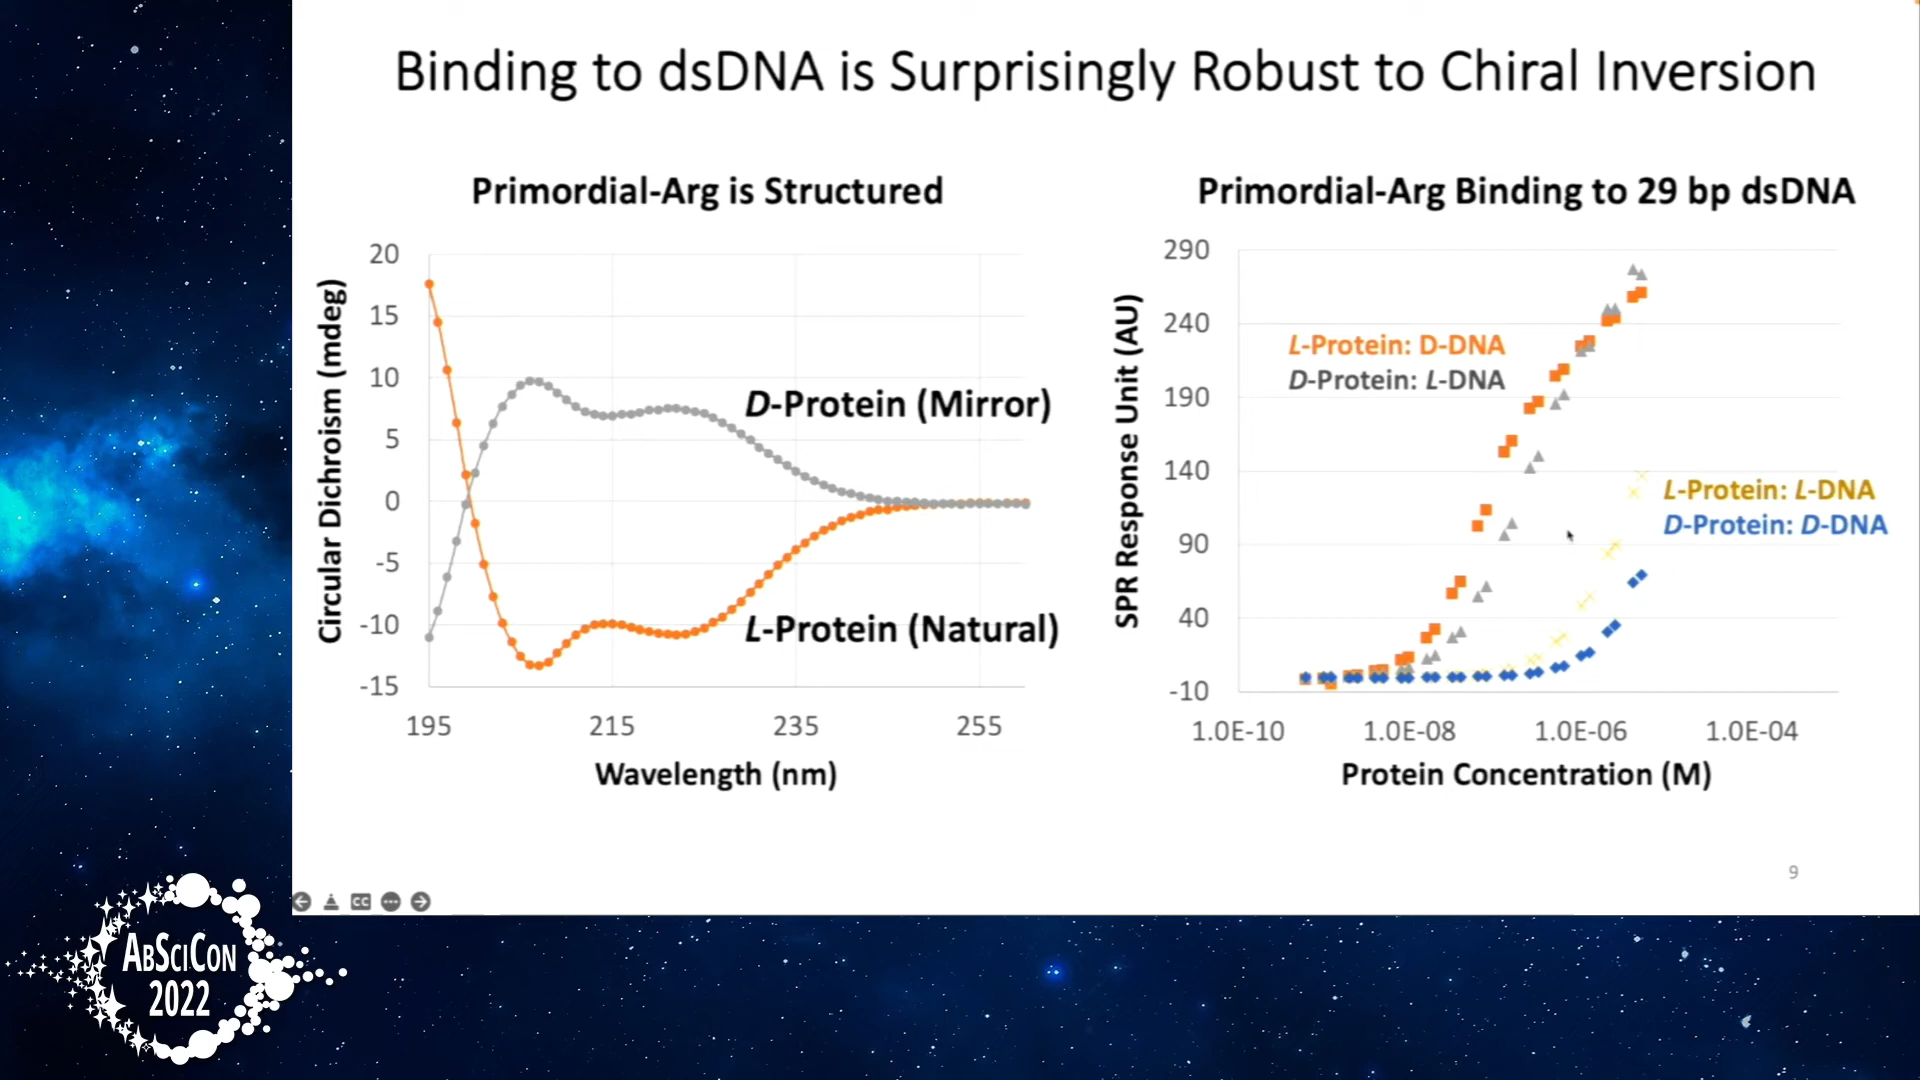 Binding to dsDNA is Surprisingly Robust to Chiral Inversion
Primordial-Arg is Structured
20
15
10
5
0
-5
-10
-15
195
215
235
255
Circular Dichroism (mdeg)
Wavelength (nm)
D-Protein (Mirror)
L-Protein (Natural)
Primordial-Arg Binding to 29 bp dsDNA
290
240
190
140
90
40
-10
1.0E-10
1.0E-08
1.0E-06
1.0E-04
SPR Response Unit (AU)
Protein Concentration (M)
L-Protein: D-DNA
D-Protein: L-DNA
L-Protein: L-DNA
D-Protein: D-DNA
9
CC
ABSCICON
2022